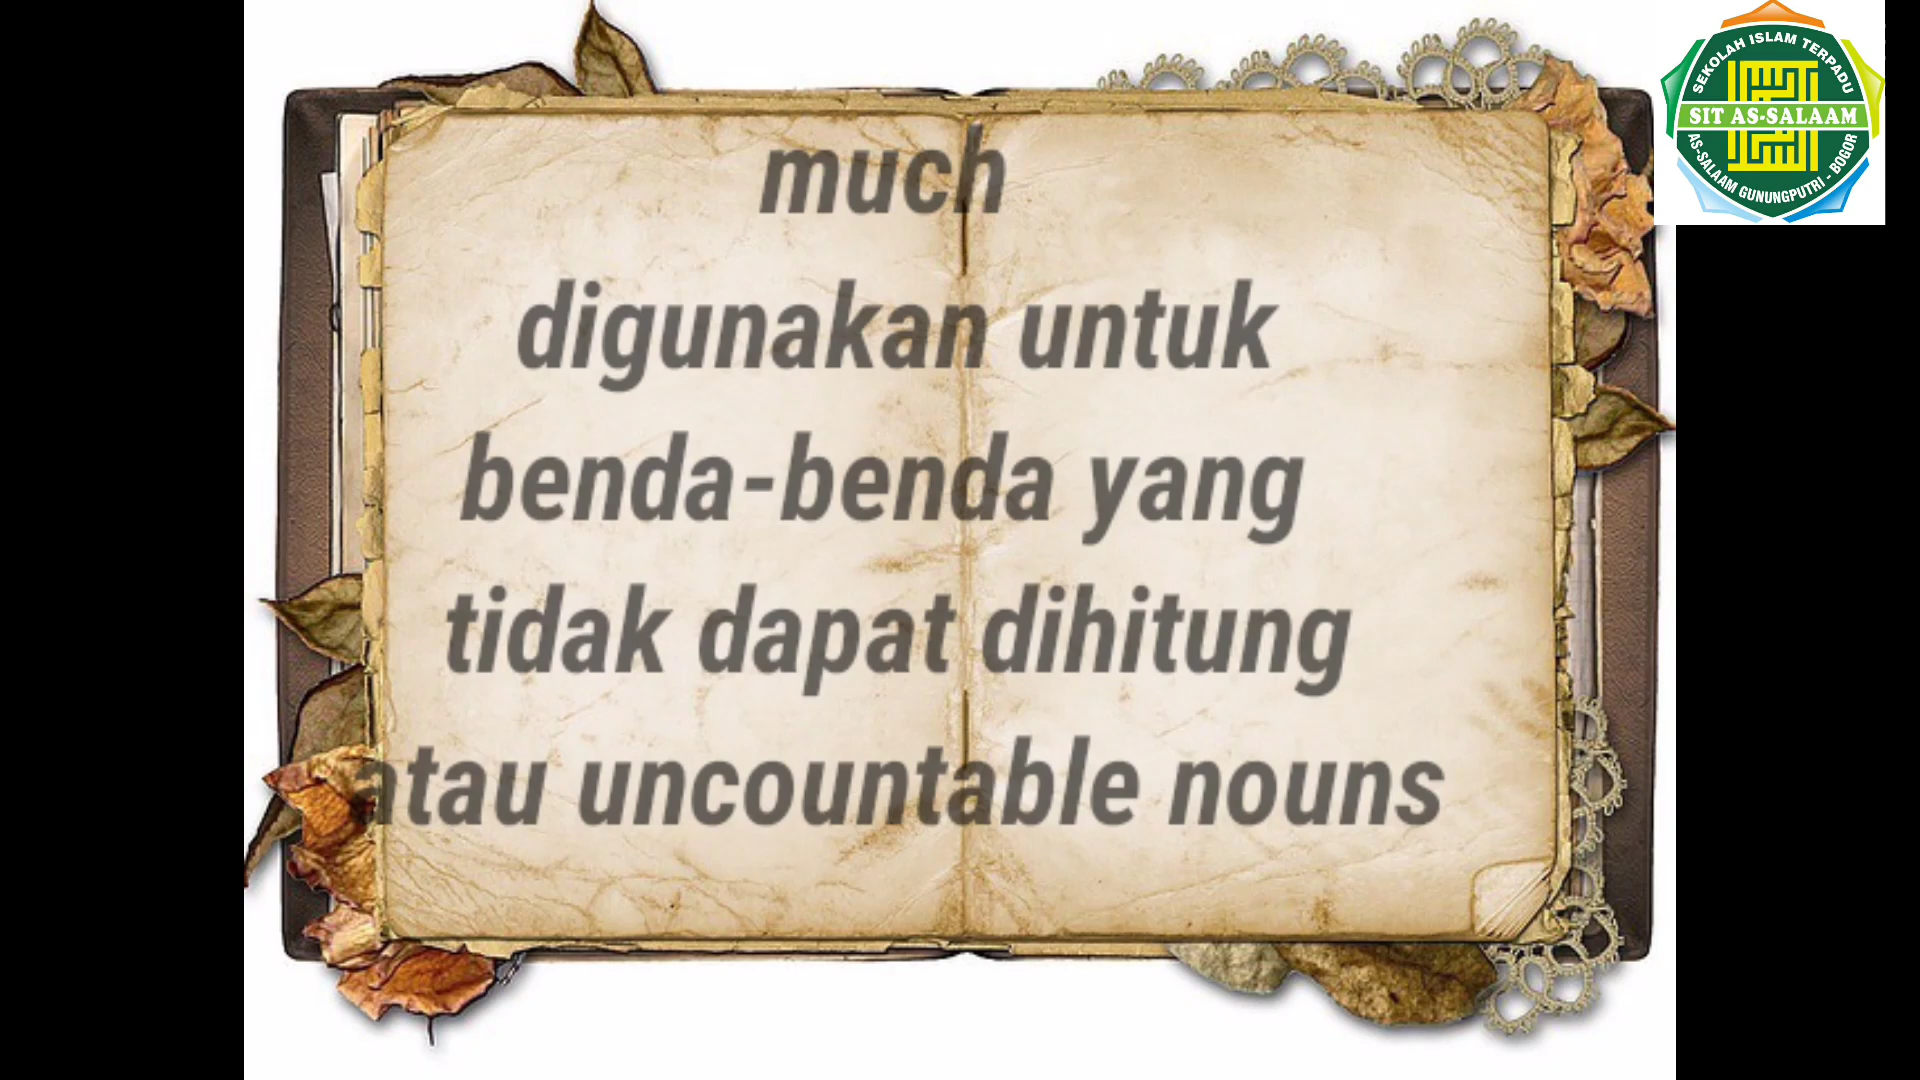 much
digunakan untuk
benda-benda yang
tidak dapat dihitung
atau uncountable nouns
SEKOLAH ISLAM TERPADU
SIT AS-SALAAM
AS-SALAAM GUNUNGPUTRI - BOGOR